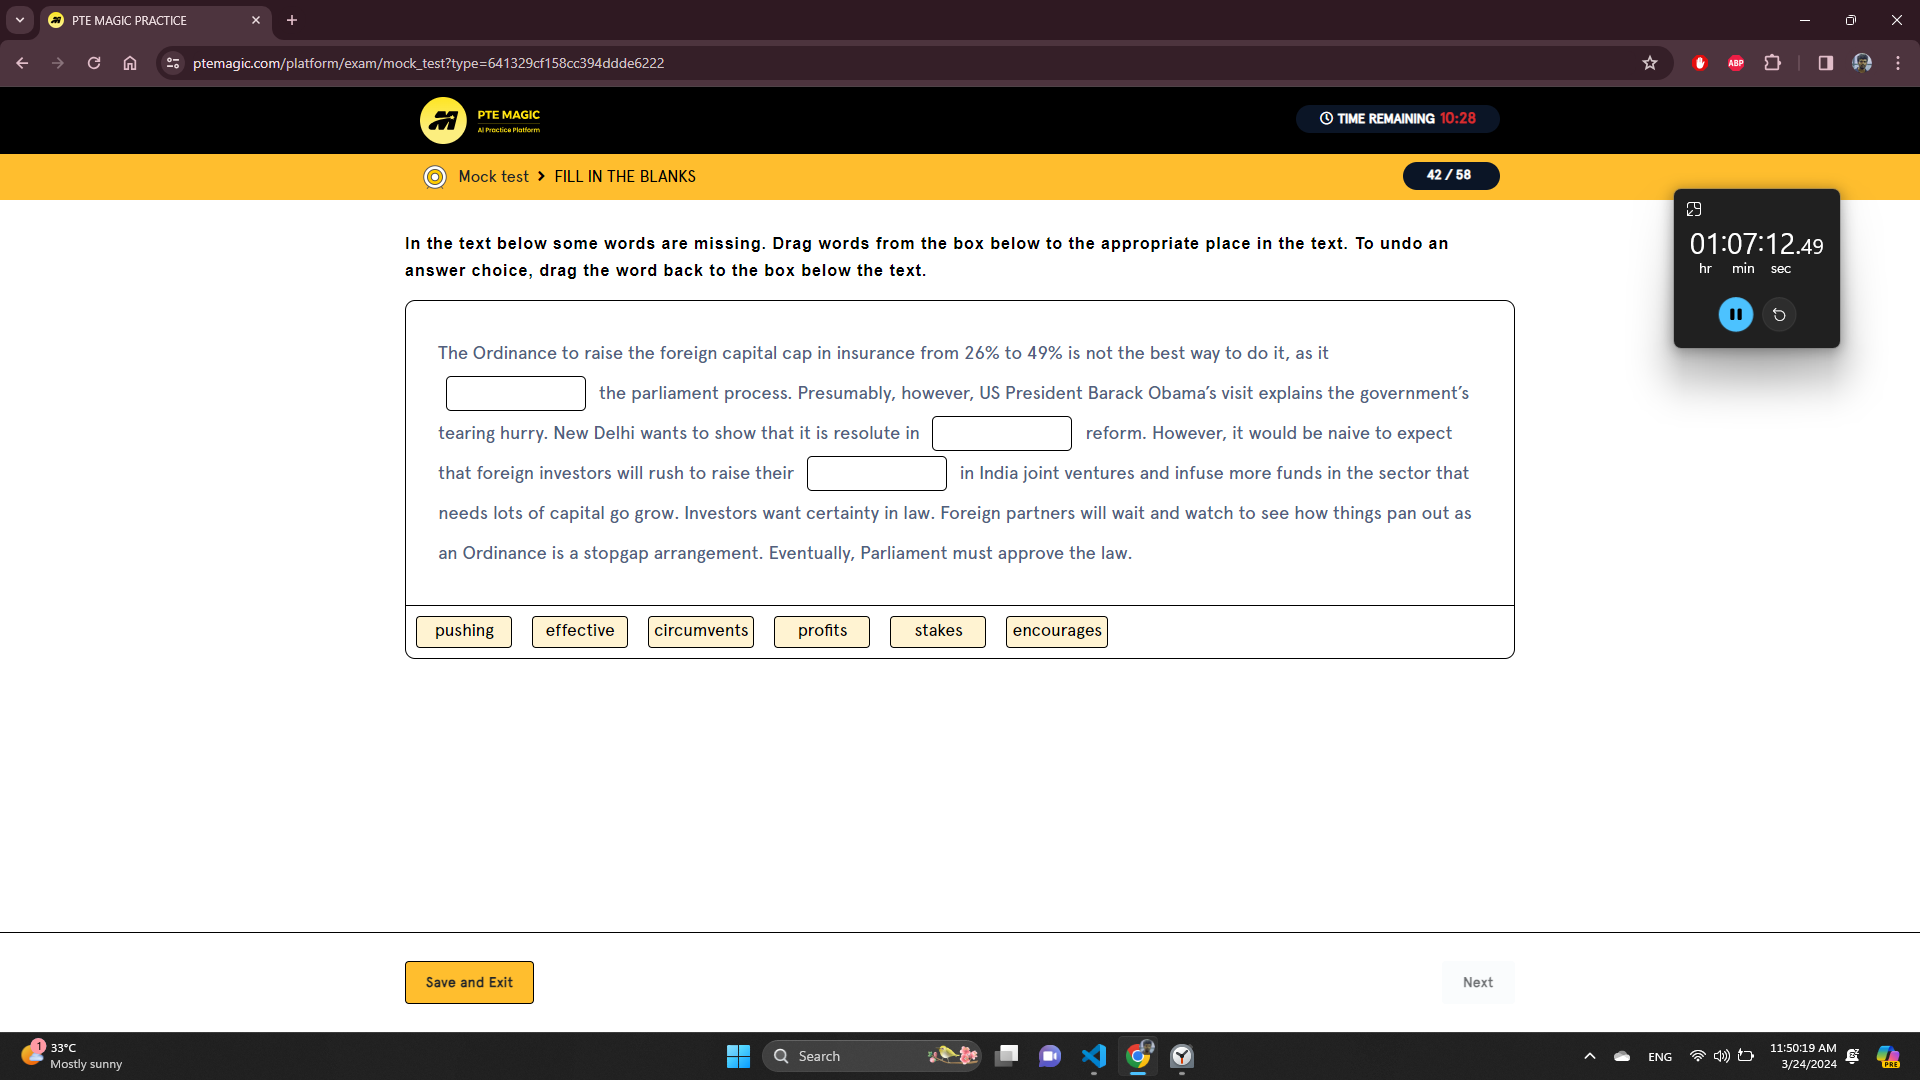 PTE MAGIC PRACTICE
ptemagic.com/platform/exam/mock_test?type=641329cf158cc394ddde6222
ABP
PTE MAGIC
AI Practice Platform
TIME REMAINING 10:28
Mock test > FILL IN THE BLANKS
42 / 58
01:07:12.49
hr min sec
In the text below some words are missing. Drag words from the box below to the appropriate place in the text. To undo an
answer choice, drag the word back to the box below the text.
The Ordinance to raise the foreign capital cap in insurance from 26% to 49% is not the best way to do it, as it
the parliament process. Presumably, however, US President Barack Obama’s visit explains the government’s
tearing hurry. New Delhi wants to show that it is resolute in reform. However, it would be naive to expect
that foreign investors will rush to raise their in India joint ventures and infuse more funds in the sector that
needs lots of capital go grow. Investors want certainty in law. Foreign partners will wait and watch to see how things pan out as
an Ordinance is a stopgap arrangement. Eventually, Parliament must approve the law.
pushing effective circumvents profits stakes encourages
Save and Exit
Next
1
33°C
Mostly sunny
Search
ENG
11:50:19 AM
3/24/2024
PRE